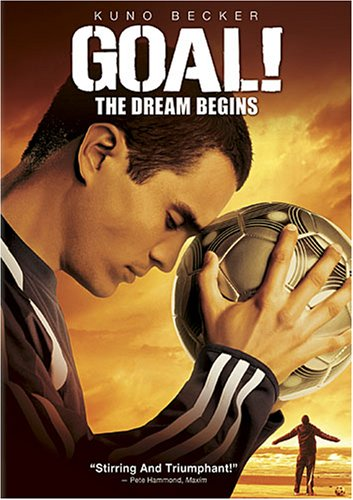 KUNO BECKER
GOAL!
THE DREAM BEGINS
"Stirring And Triumphant!"
— Pete Hammond, Maxim